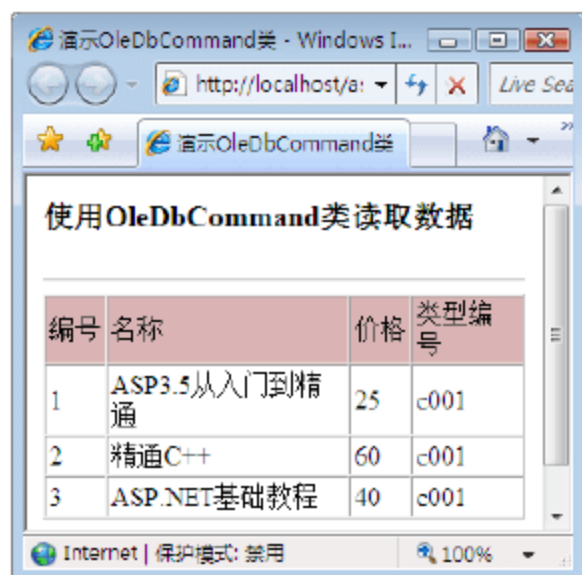 演示OleDbCommand类 - Windows I...
http://localhost/a:
Live Sea
演示OleDbCommand类
使用OleDbCommand类读取数据
编号 名称 价格 类型编
号
1 ASP3.5从入门到精
通 25 c001
2 精通C++ 60 c001
3 ASP.NET基础教程 40 c001
Internet | 保护模式: 禁用 100%